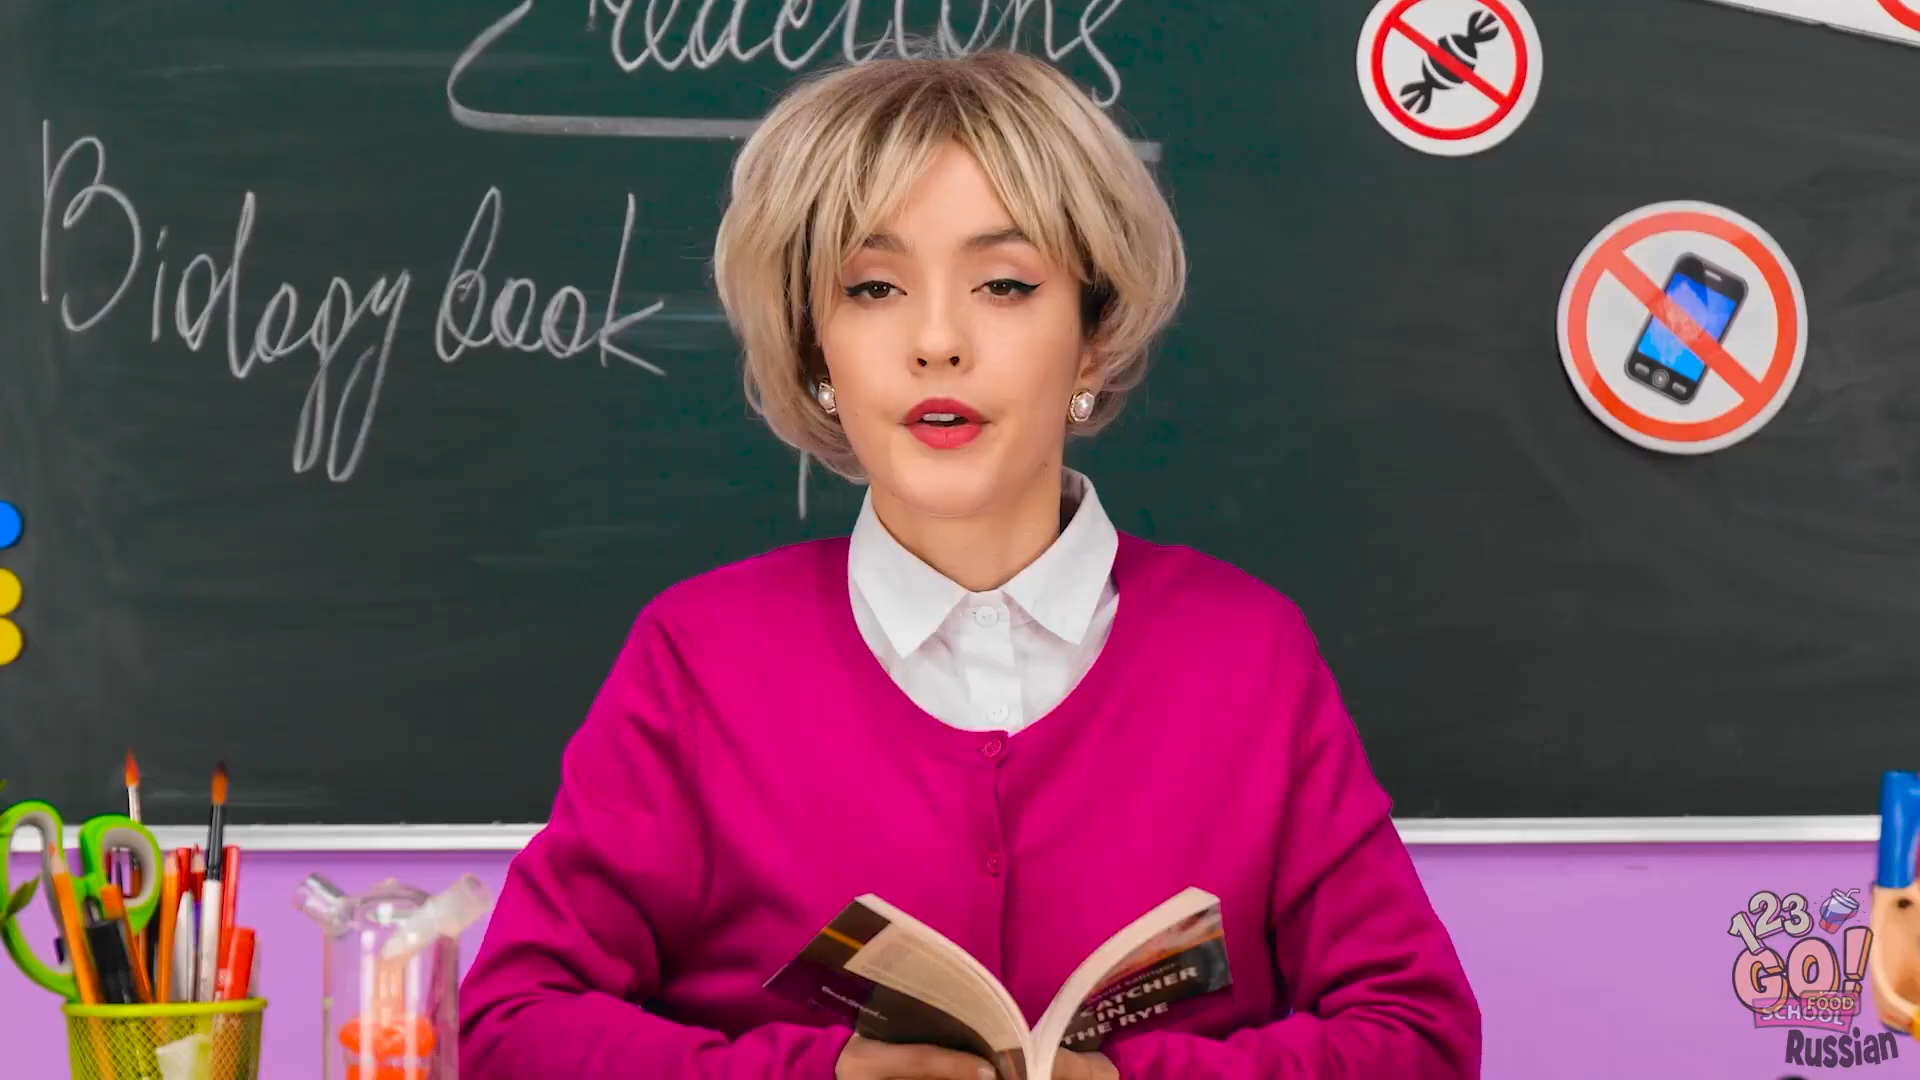 reactions
Biology book
CATCHER
IN
THE RYE
123
GO!
FOOD
SCHOOL
Russian